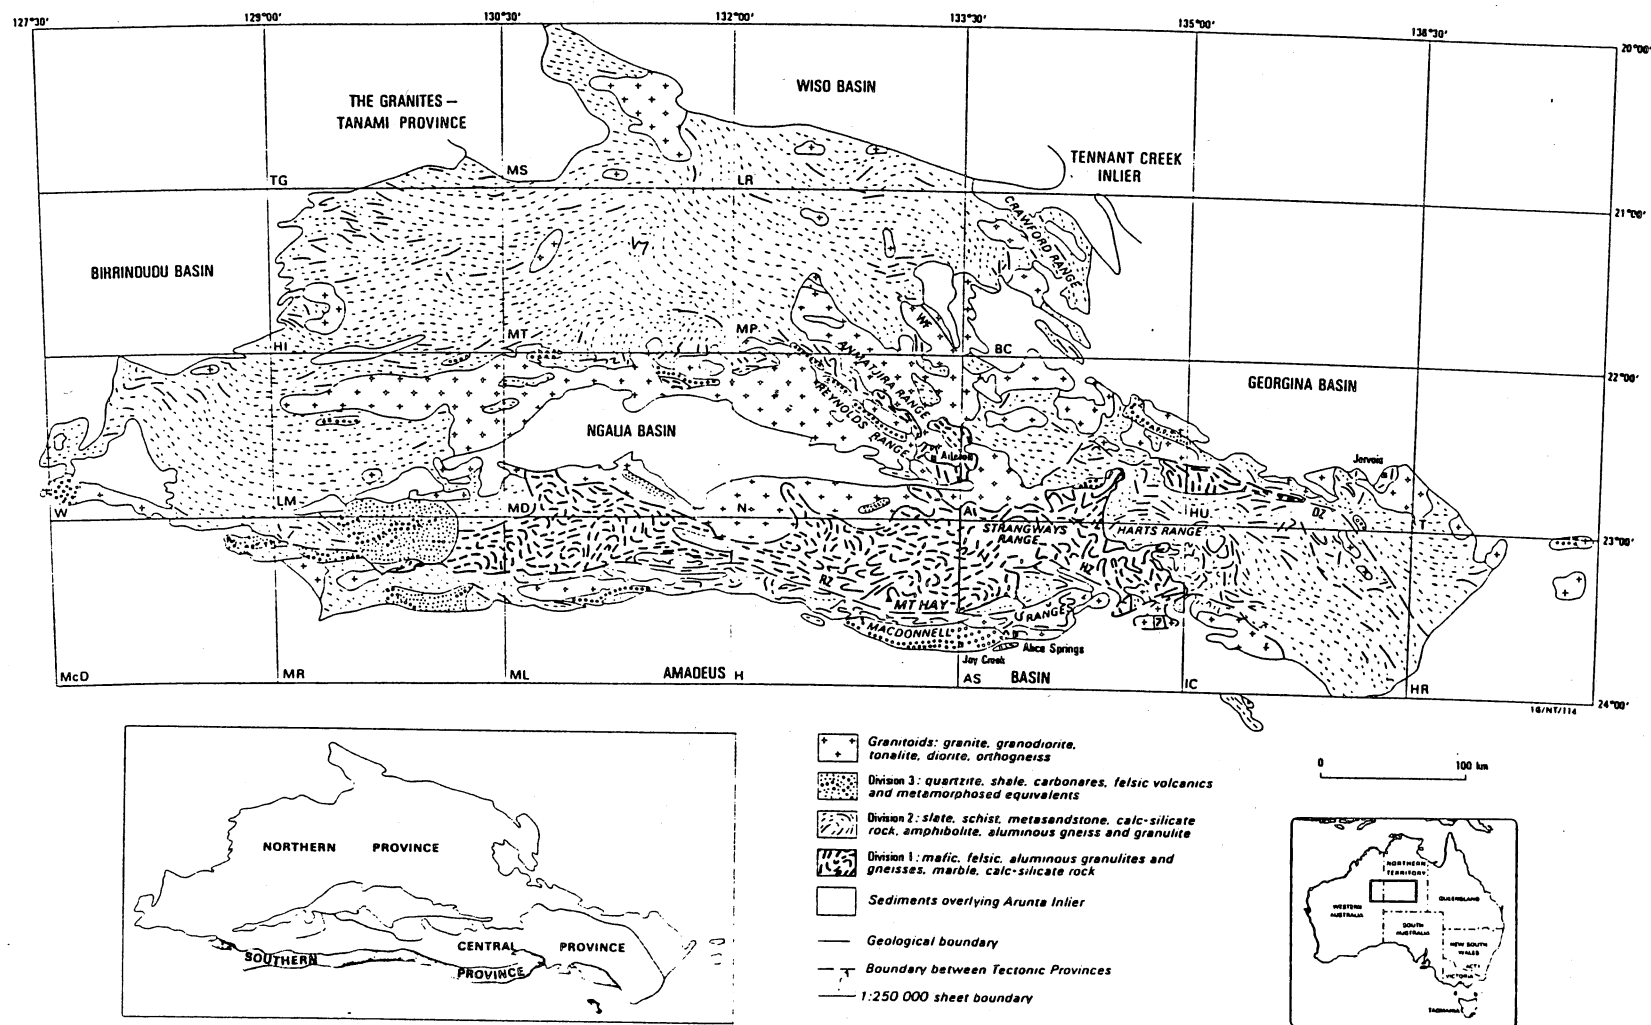 127°30'
129°00'
130°30'
132°00'
133°30'
135°00'
136°30'
20°00'
WISO BASIN
THE GRANITES –
TANAMI PROVINCE
TENNANT CREEK
INLIER
TG
MS
LR
21°00'
CRAWFORD RANGE
BIRRINDUDU BASIN
HI
MT
MP
WF
BC
22°00'
ANMATJIRA RANGE
REYNOLDS RANGE
GEORGINA BASIN
NGALIA BASIN
Aileron
Jervois
W
LM
MD
N
Al
HU
DZ
T
STRANGWAYS
RANGE
HARTS RANGE
23°00'
RZ
HZ
MT HAY
RANGE
MACDONNELL
Alice Springs
Jay Creek
McD
MR
ML
AMADEUS
H
AS
BASIN
IC
HR
24°00'
16/NT/114
NORTHERN PROVINCE
CENTRAL PROVINCE
SOUTHERN
PROVINCE
Granitoids: granite, granodiorite,
tonalite, diorite, orthogneiss
Division 3: quartzite, shale, carbonares, felsic volcanics
and metamorphosed equivalents
Division 2: slate, schist, metasandstone, calc-silicate
rock, amphibolite, aluminous gneiss and granulite
Division 1: mafic, felsic, aluminous granulites and
gneisses, marble, calc-silicate rock
Sediments overlying Arunta Inlier
Geological boundary
Boundary between Tectonic Provinces
1:250 000 sheet boundary
0
100 km
NORTHERN
TERRITORY
WESTERN
AUSTRALIA
QUEENSLAND
SOUTH
AUSTRALIA
NEW SOUTH
WALES
ACT
VICTORIA
TASMANIA